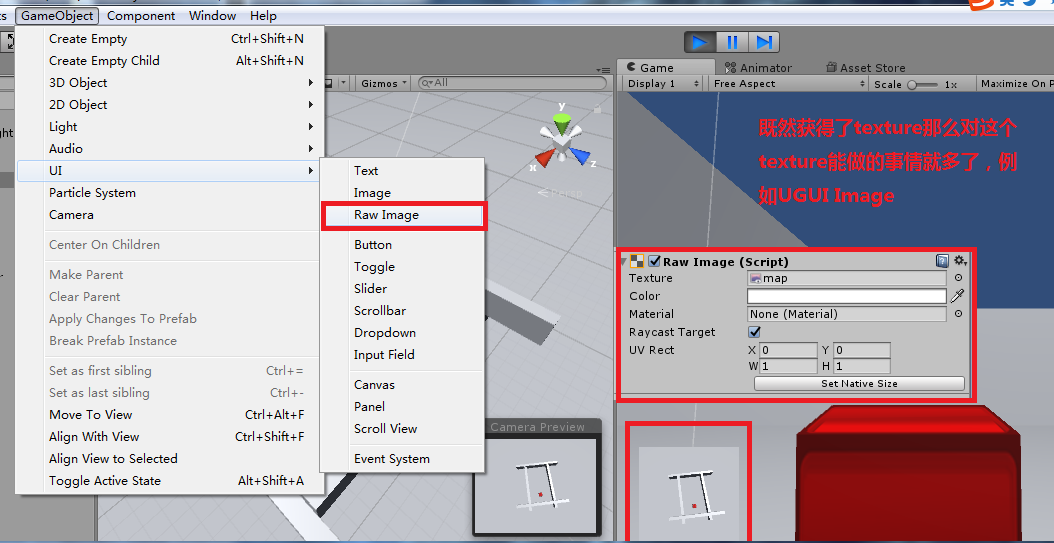 GameObject Component Window Help
Create Empty Ctrl+Shift+N
Create Empty Child Alt+Shift+N
3D Object
2D Object
Light
Audio
UI
Particle System
Camera
Center On Children
Make Parent
Clear Parent
Apply Changes To Prefab
Break Prefab Instance
Set as first sibling Ctrl+=
Set as last sibling Ctrl+-
Move To View Ctrl+Alt+F
Align With View Ctrl+Shift+F
Align View to Selected
Toggle Active State Alt+Shift+A
Text
Image
Raw Image
Button
Toggle
Slider
Scrollbar
Dropdown
Input Field
Canvas
Panel
Scroll View
Event System
Gizmos All
y
x
z
Persp
Camera Preview
Game Animator Asset Store
Display 1 Free Aspect Scale 1x Maximize On P
既然获得了texture那么对这个
texture能做的事情就多了，例
如UGUI Image
Raw Image (Script)
Texture map
Color
Material None (Material)
Raycast Target
UV Rect X 0 Y 0
W 1 H 1
Set Native Size